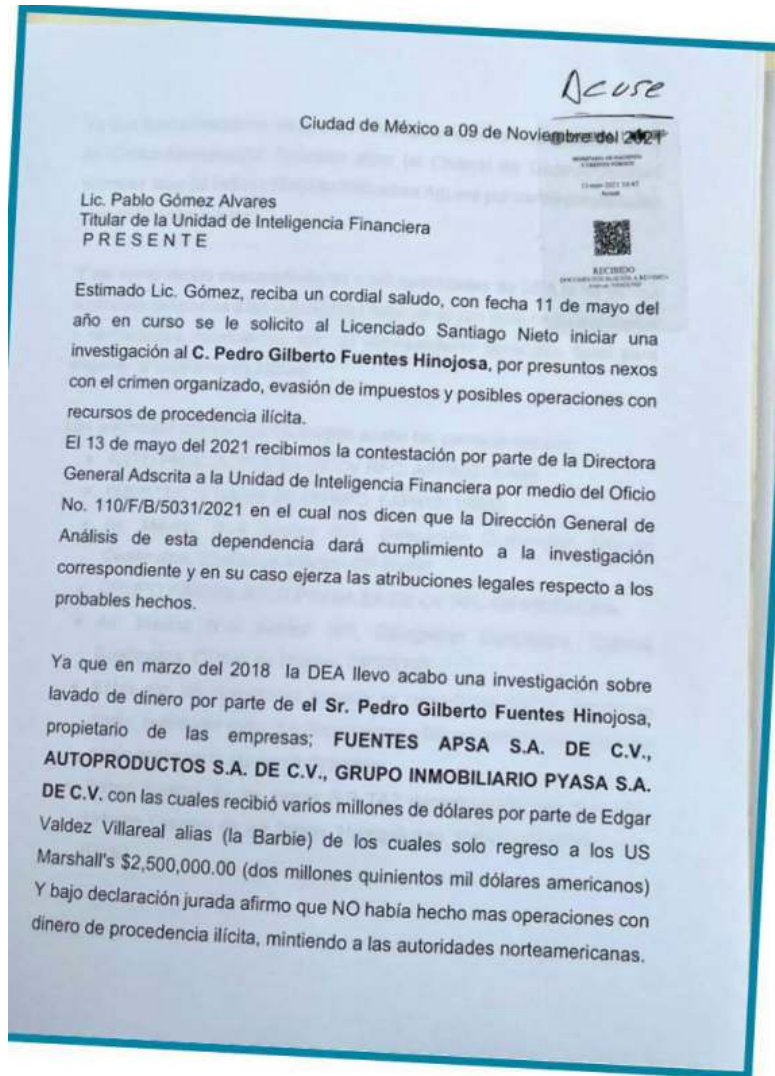 Acuse
Ciudad de México a 09 de Noviembre del 2021
Lic. Pablo Gómez Alvares
Titular de la Unidad de Inteligencia Financiera
P R E S E N T E
RECIBIDO
Estimado Lic. Gómez, reciba un cordial saludo, con fecha 11 de mayo del
año en curso se le solicito al Licenciado Santiago Nieto iniciar una
investigación al C. Pedro Gilberto Fuentes Hinojosa, por presuntos nexos
con el crimen organizado, evasión de impuestos y posibles operaciones con
recursos de procedencia ilícita.
El 13 de mayo del 2021 recibimos la contestación por parte de la Directora
General Adscrita a la Unidad de Inteligencia Financiera por medio del Oficio
No. 110/F/B/5031/2021 en el cual nos dicen que la Dirección General de
Análisis de esta dependencia dará cumplimiento a la investigación
correspondiente y en su caso ejerza las atribuciones legales respecto a los
probables hechos.
Ya que en marzo del 2018 la DEA llevo acabo una investigación sobre
lavado de dinero por parte de el Sr. Pedro Gilberto Fuentes Hinojosa,
propietario de las empresas; FUENTES APSA S.A. DE C.V.,
AUTOPRODUCTOS S.A. DE C.V., GRUPO INMOBILIARIO PYASA S.A.
DE C.V. con las cuales recibió varios millones de dólares por parte de Edgar
Valdez Villareal alias (la Barbie) de los cuales solo regreso a los US
Marshall's $2,500,000.00 (dos millones quinientos mil dólares americanos)
Y bajo declaración jurada afirmo que NO había hecho mas operaciones con
dinero de procedencia ilícita, mintiendo a las autoridades norteamericanas.